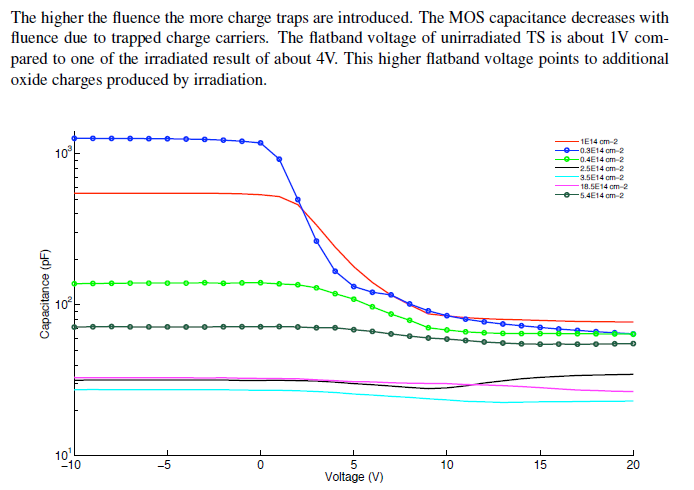 The higher the fluence the more charge traps are introduced. The MOS capacitance decreases with
fluence due to trapped charge carriers. The flatband voltage of unirradiated TS is about 1V com-
pared to one of the irradiated result of about 4V. This higher flatband voltage points to additional
oxide charges produced by irradiation.
1E14 cm-2
0.3E14 cm-2
0.4E14 cm-2
2.5E14 cm-2
3.5E14 cm-2
18.5E14 cm-2
5.4E14 cm-2
10³
10²
10¹
Capacitance (pF)
-10 -5 0 5 10 15 20
Voltage (V)